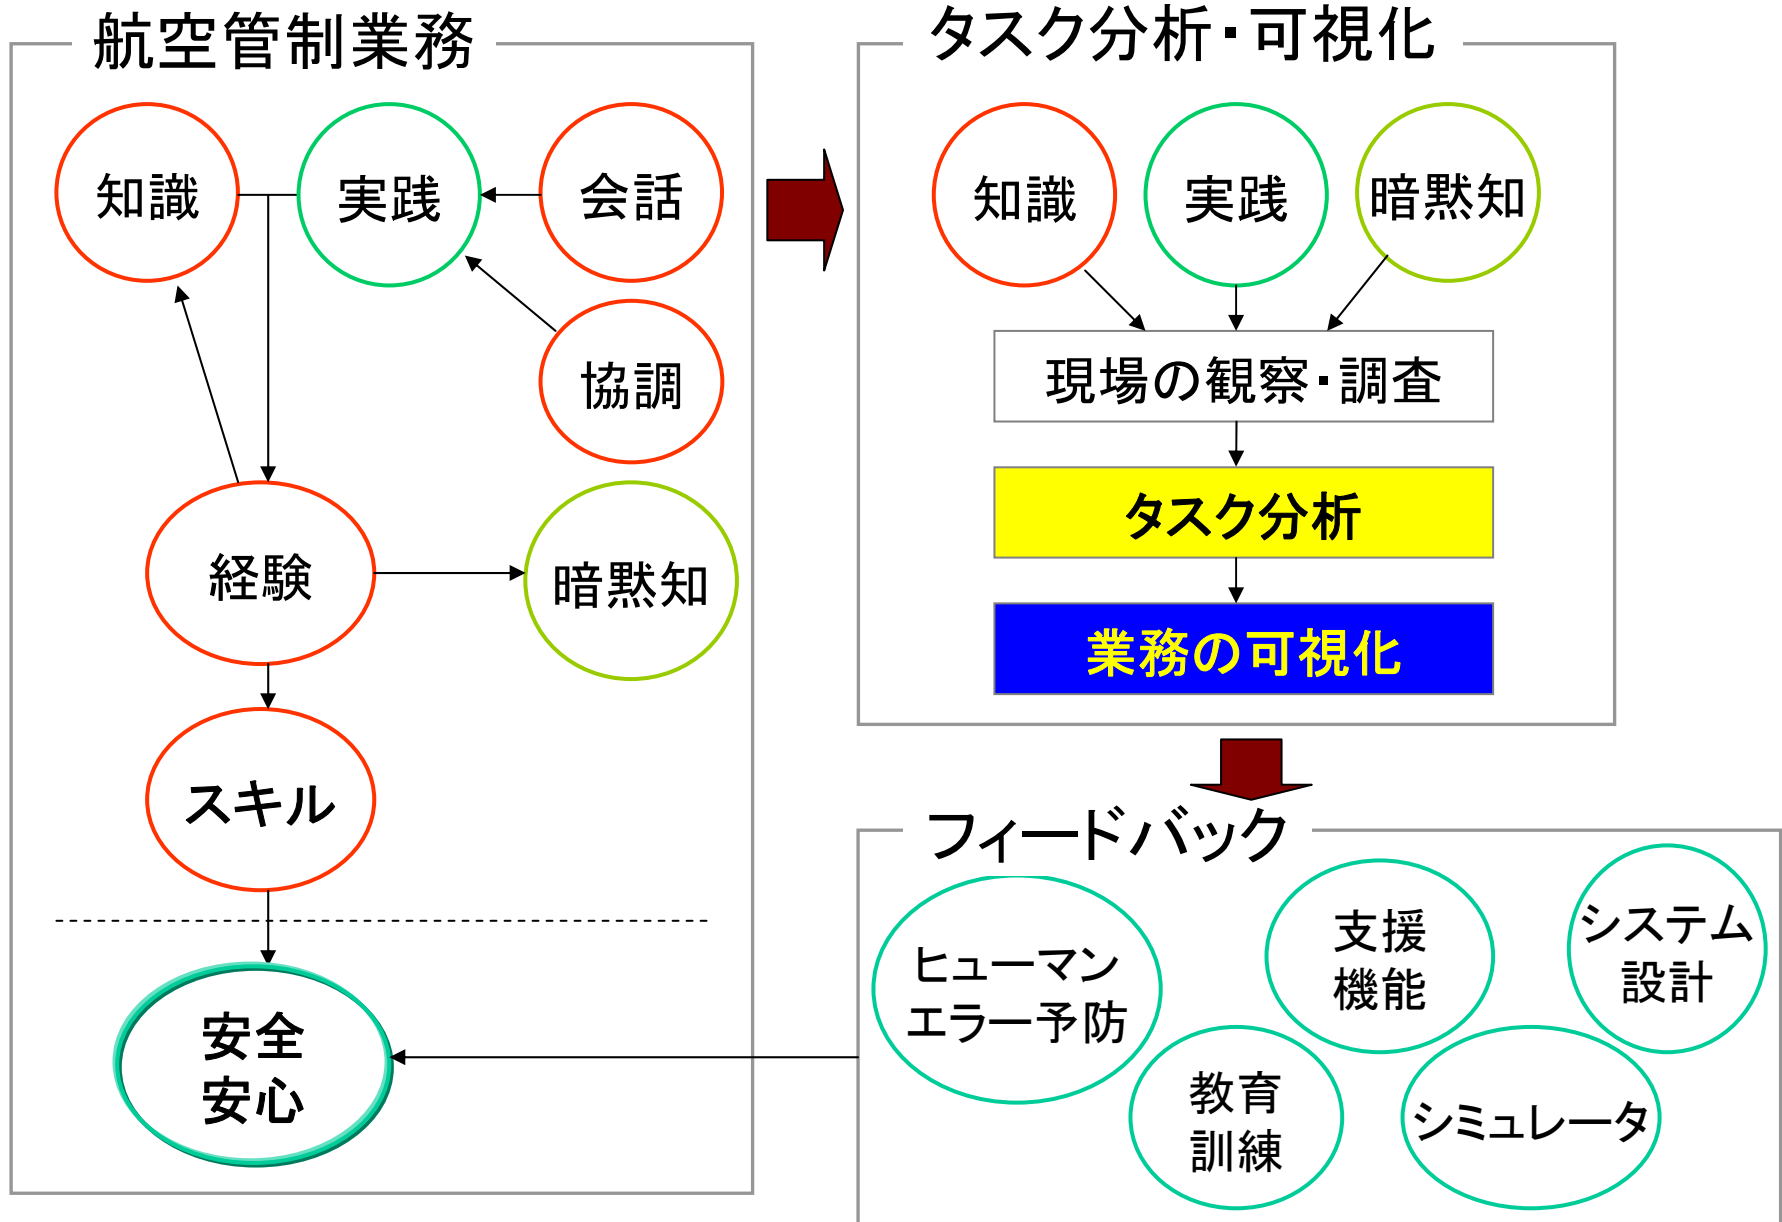 航空管制業務
知識
実践
会話
協調
経験
暗黙知
スキル
安全
安心
タスク分析・可視化
知識
実践
暗黙知
現場の観察・調査
タスク分析
業務の可視化
フィードバック
ヒューマン
エラー予防
支援
機能
システム
設計
教育
訓練
シミュレータ